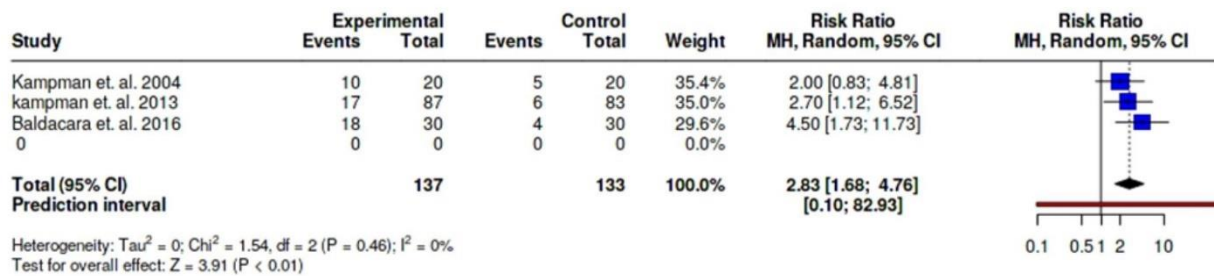 Experimental Control Risk Ratio Risk Ratio
Study Events Total Events Total Weight MH, Random, 95% CI MH, Random, 95% CI
Kampman et. al. 2004 10 20 5 20 35.4% 2.00 [0.83; 4.81]
kampman et. al. 2013 17 87 6 83 35.0% 2.70 [1.12; 6.52]
Baldacara et. al. 2016 18 30 4 30 29.6% 4.50 [1.73; 11.73]
0 0 0 0 0 0.0%
Total (95% CI) 137 133 100.0% 2.83 [1.68; 4.76]
Prediction interval [0.10; 82.93]
Heterogeneity: Tau² = 0; Chi² = 1.54, df = 2 (P = 0.46); I² = 0%
Test for overall effect: Z = 3.91 (P < 0.01)
0.1 0.5 1 2 10